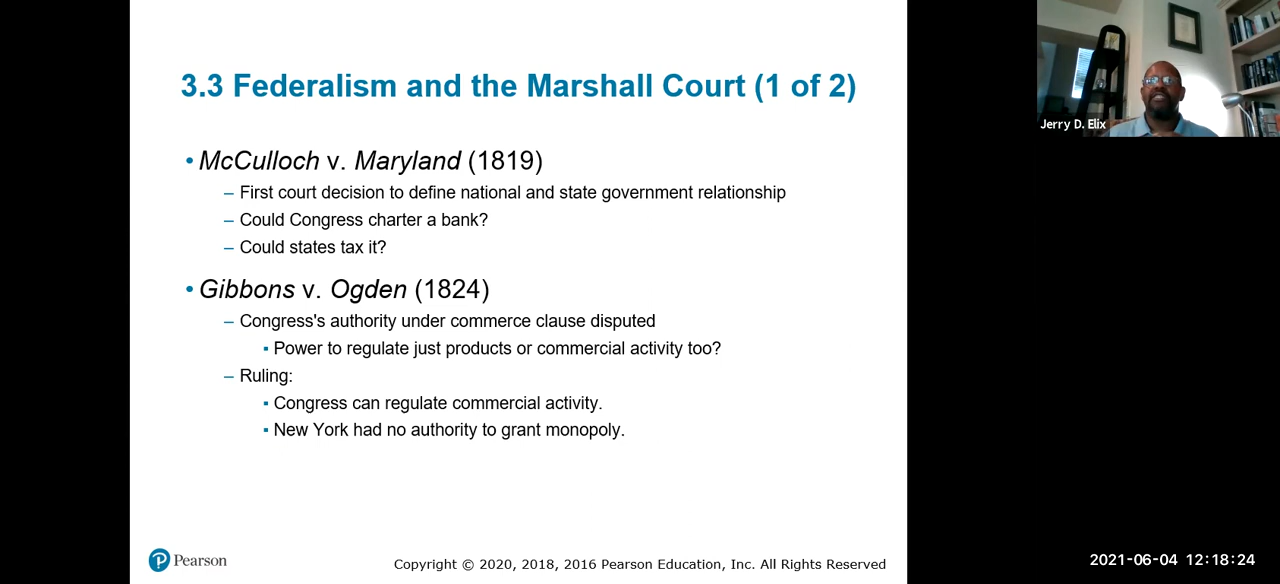 3.3 Federalism and the Marshall Court (1 of 2)
• McCulloch v. Maryland (1819)
– First court decision to define national and state government relationship
– Could Congress charter a bank?
– Could states tax it?
• Gibbons v. Ogden (1824)
– Congress's authority under commerce clause disputed
▪ Power to regulate just products or commercial activity too?
– Ruling:
▪ Congress can regulate commercial activity.
▪ New York had no authority to grant monopoly.
P Pearson
Copyright © 2020, 2018, 2016 Pearson Education, Inc. All Rights Reserved
Jerry D. Elix
2021-06-04 12:18:24